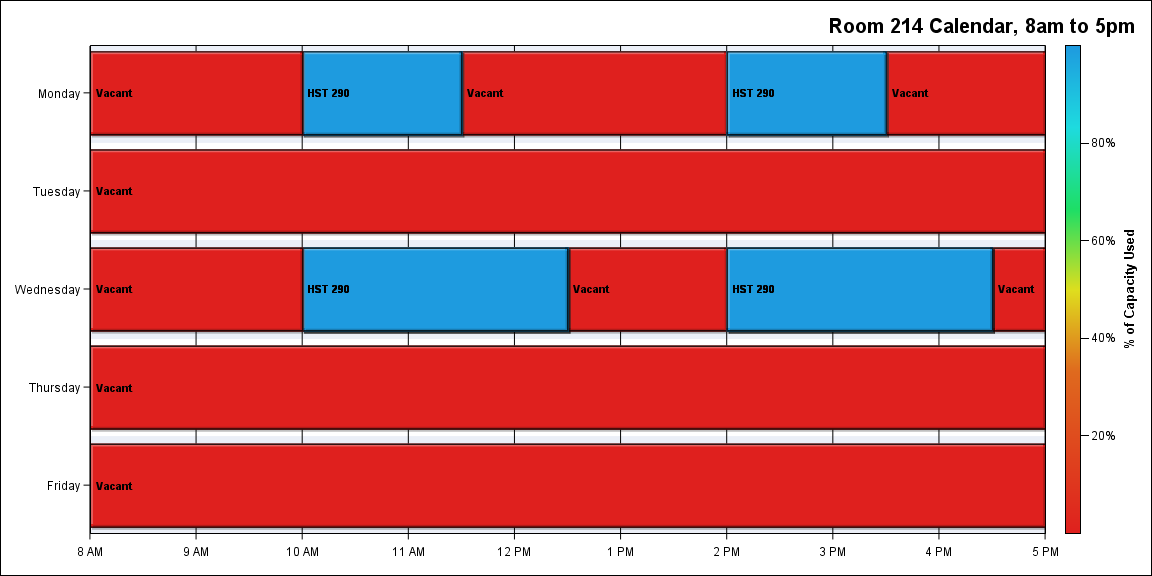 Room 214 Calendar, 8am to 5pm
Monday
Vacant
HST 290
Vacant
HST 290
Vacant
Tuesday
Vacant
Wednesday
Vacant
HST 290
Vacant
HST 290
Vacant
Thursday
Vacant
Friday
Vacant
8 AM
9 AM
10 AM
11 AM
12 PM
1 PM
2 PM
3 PM
4 PM
5 PM
80%
60%
40%
20%
% of Capacity Used